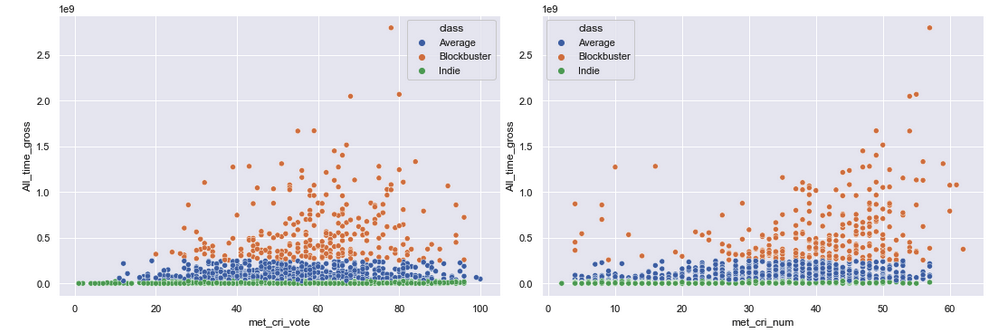 1e9
All_time_gross
2.5
2.0
1.5
1.0
0.5
0.0
class
Average
Blockbuster
Indie
0 20 40 60 80 100
met_cri_vote
1e9
All_time_gross
2.5
2.0
1.5
1.0
0.5
0.0
class
Average
Blockbuster
Indie
0 10 20 30 40 50 60
met_cri_num